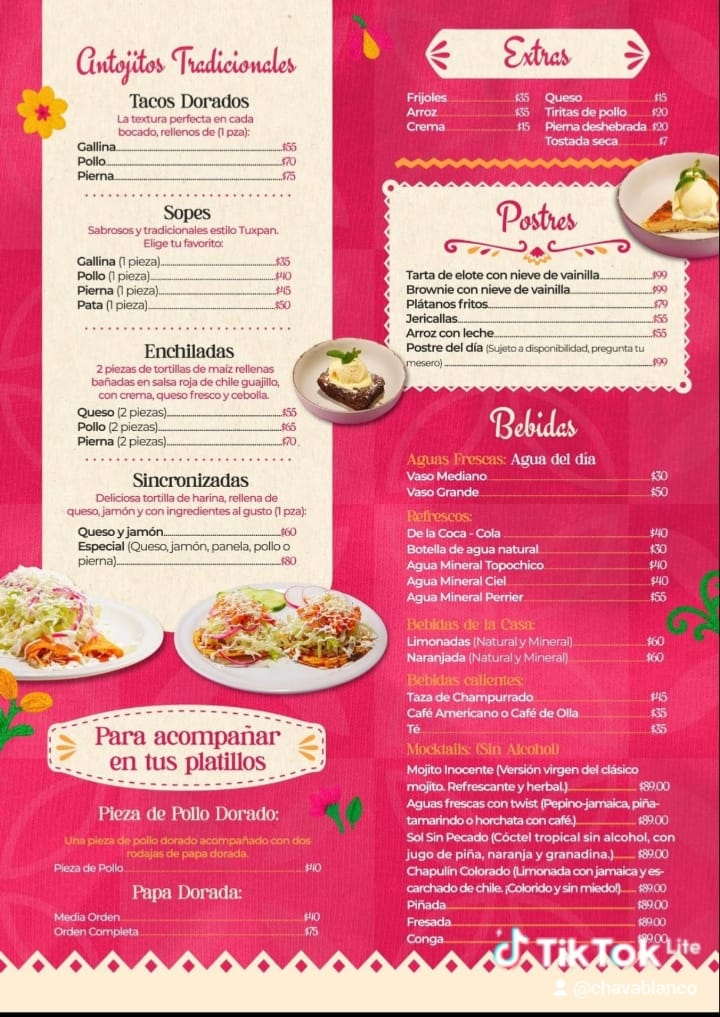 Antojitos Tradicionales
Tacos Dorados
La textura perfecta en cada
bocado, rellenos de (1 pza):
Gallina $55
Pollo $70
Pierna $75
Sopes
Sabrosos y tradicionales estilo Tuxpan.
Elige tu favorito:
Gallina (1 pieza) $35
Pollo (1 pieza) $40
Pierna (1 pieza) $45
Pata (1 pieza) $50
Enchiladas
2 piezas de tortillas de maíz rellenas
bañadas en salsa roja de chile guajillo,
con crema, queso fresco y cebolla.
Queso (2 piezas) $55
Pollo (2 piezas) $65
Pierna (2 piezas) $70
Sincronizadas
Deliciosa tortilla de harina, rellena de
queso, jamón y con ingredientes al gusto (1 pza):
Queso y jamón $60
Especial (Queso, jamón, panela, pollo o
pierna) $80
Para acompañar
en tus platillos
Pieza de Pollo Dorado:
Una pieza de pollo dorado acompañado con dos
rodajas de papa dorada.
Pieza de Pollo $40
Papa Dorada:
Media Orden $40
Orden Completa $75
Extras
Frijoles $35
Arroz $35
Crema $15
Queso $15
Tiritas de pollo $20
Pierna deshebrada $20
Tostada seca $7
Postres
Tarta de elote con nieve de vainilla $99
Brownie con nieve de vainilla $99
Plátanos fritos $79
Jericallas $55
Arroz con leche $55
Postre del día (Sujeto a disponibilidad, pregunta tu
mesero) $99
Bebidas
Aguas Frescas: Agua del día
Vaso Mediano $30
Vaso Grande $50
Refrescos:
De la Coca - Cola $40
Botella de agua natural $30
Agua Mineral Topochico $40
Agua Mineral Ciel $40
Agua Mineral Perrier $55
Bebidas de la Casa:
Limonadas (Natural y Mineral) $60
Naranjada (Natural y Mineral) $60
Bebidas calientes:
Taza de Champurrado $45
Café Americano o Café de Olla $35
Té $35
Mocktails: (Sin Alcohol)
Mojito Inocente (Versión virgen del clásico
mojito. Refrescante y herbal.) $89.00
Aguas frescas con twist (Pepino-jamaica, piña-
tamarindo o horchata con café.) $89.00
Sol Sin Pecado (Cóctel tropical sin alcohol, con
jugo de piña, naranja y granadina.) $89.00
Chapulín Colorado (Limonada con jamaica y es-
carchado de chile. ¡Colorido y sin miedo!) $89.00
Piñada $89.00
Fresada $89.00
Conga $89.00
TikTok Lite
@chavablanco